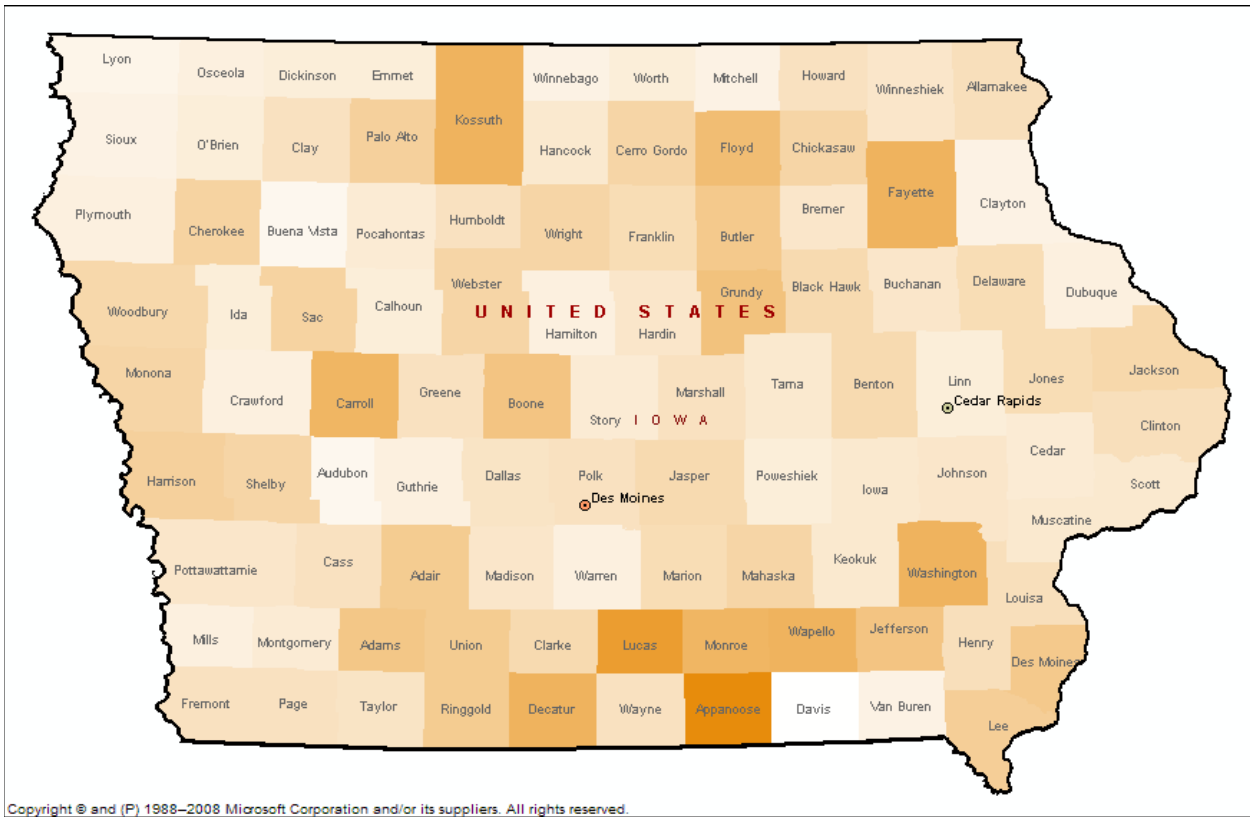 Lyon
Osceola
Dickinson
Emmet
Kossuth
Winnebago
Worth
Mitchell
Howard
Winneshiek
Allamakee
Sioux
O'Brien
Clay
Palo Alto
Hancock
Cerro Gordo
Floyd
Chickasaw
Fayette
Clayton
Plymouth
Cherokee
Buena Vista
Pocahontas
Humboldt
Wright
Franklin
Butler
Bremer
Woodbury
Ida
Sac
Calhoun
Webster
Hamilton
Hardin
Grundy
Black Hawk
Buchanan
Delaware
Dubuque
UNITED STATES
Monona
Crawford
Carroll
Greene
Boone
Story
IOWA
Marshall
Tama
Benton
Linn
Cedar Rapids
Jones
Jackson
Clinton
Harrison
Shelby
Audubon
Guthrie
Dallas
Polk
Des Moines
Jasper
Poweshiek
Iowa
Johnson
Cedar
Scott
Muscatine
Pottawattamie
Cass
Adair
Madison
Warren
Marion
Mahaska
Keokuk
Washington
Louisa
Mills
Montgomery
Adams
Union
Clarke
Lucas
Monroe
Wapello
Jefferson
Henry
Des Moines
Fremont
Page
Taylor
Ringgold
Decatur
Wayne
Appanoose
Davis
Van Buren
Lee
Copyright © and (P) 1988–2008 Microsoft Corporation and/or its suppliers. All rights reserved.